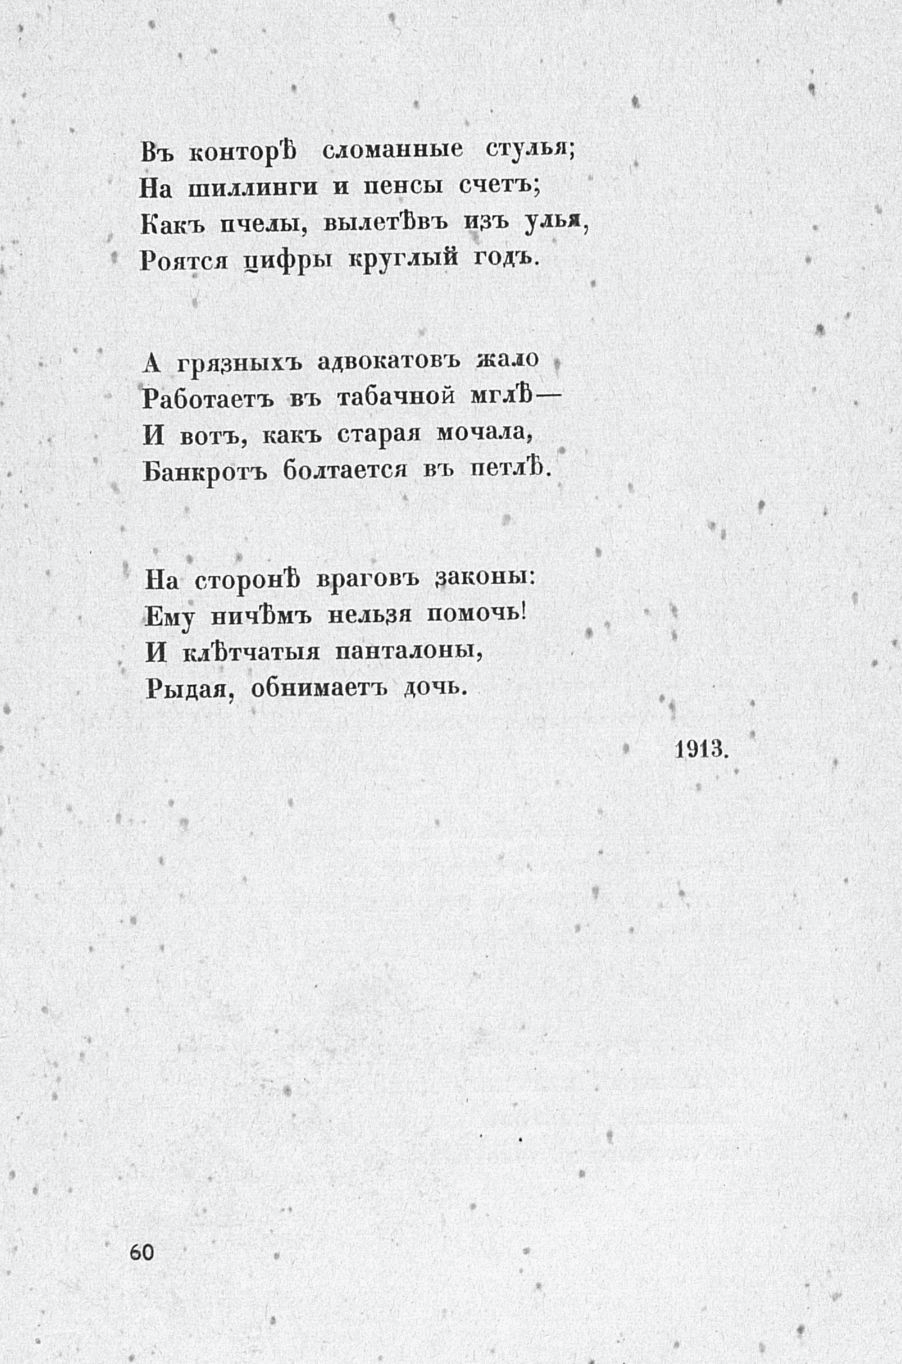 Въ конторѣ сломанные стулья;
На шиллинги и пенсы счетъ;
Какъ пчелы, вылетѣвъ изъ улья,
Роятся цифры круглый годъ.
А грязныхъ адвокатовъ жало
Работаетъ въ табачной мглѣ—
И вотъ, какъ старая мочала,
Банкротъ болтается въ петлѣ.
На сторонѣ враговъ законы:
Ему ничѣмъ нельзя помочь!
И клѣтчатыя панталоны,
Рыдая, обнимаетъ дочь.
1913.
60